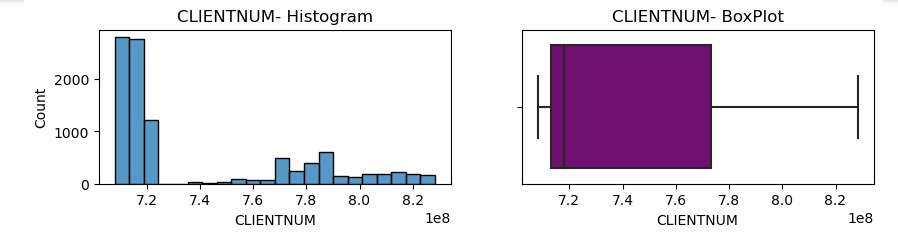 CLIENTNUM- Histogram
2000
1000
0
Count
7.2 7.4 7.6 7.8 8.0 8.2
1e8
CLIENTNUM
CLIENTNUM- BoxPlot
7.2 7.4 7.6 7.8 8.0 8.2
1e8
CLIENTNUM